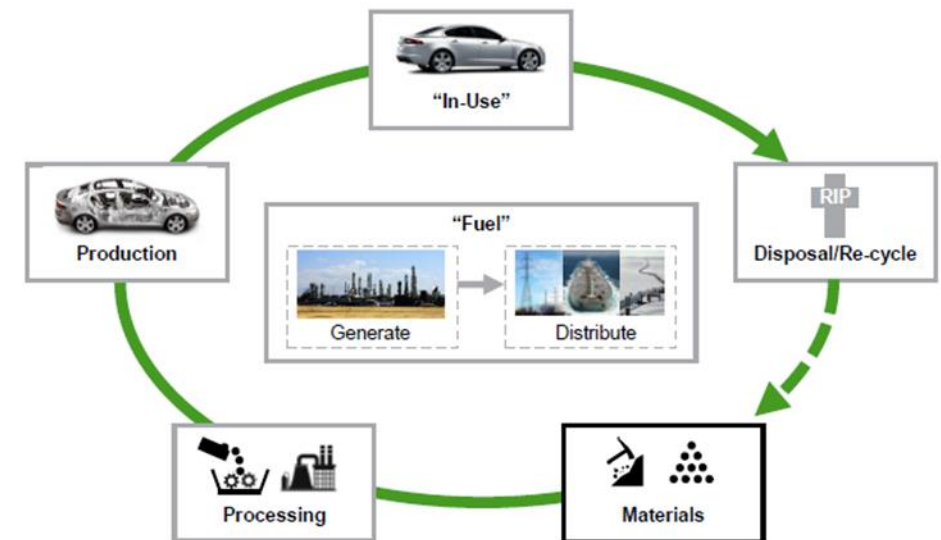 “In-Use”
Production
“Fuel”
Generate
Distribute
RIP
Disposal/Re-cycle
Processing
Materials